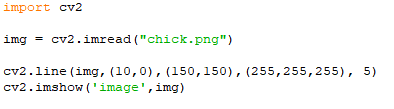 import cv2
img = cv2.imread("chick.png")
cv2.line(img,(10,0),(150,150),(255,255,255), 5)
cv2.imshow('image',img)